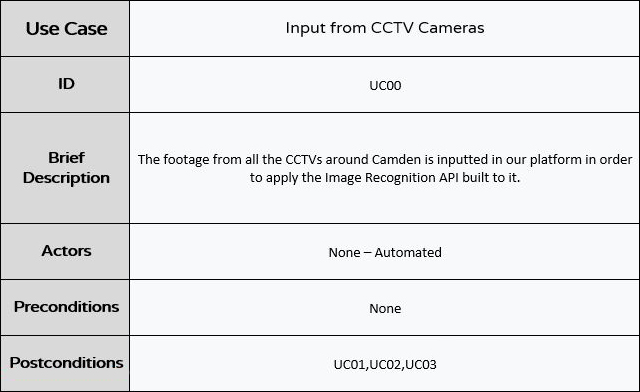 Use Case
Input from CCTV Cameras
ID
UC00
Brief
Description
The footage from all the CCTVs around Camden is inputted in our platform in order
to apply the Image Recognition API built to it.
Actors
None – Automated
Preconditions
None
Postconditions
UC01,UC02,UC03